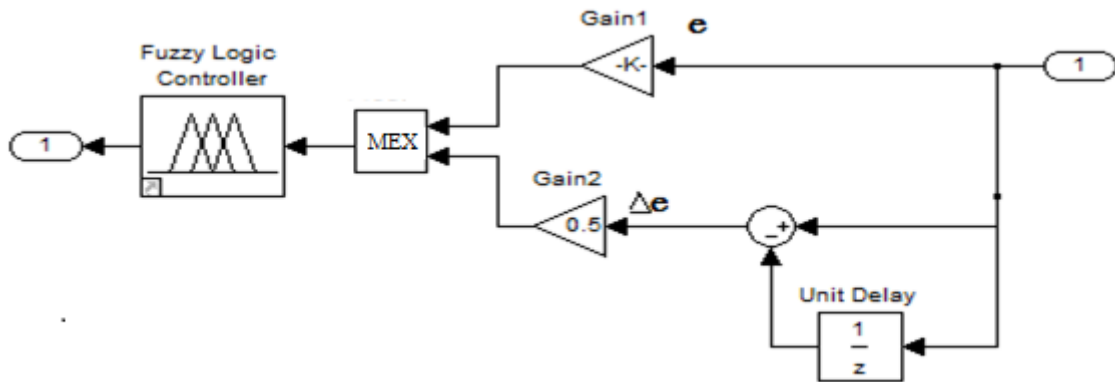 Gain1
e
Fuzzy Logic
Controller
-K-
1
1
MEX
Gain2
Δe
0.5
- +
Unit Delay
1
z